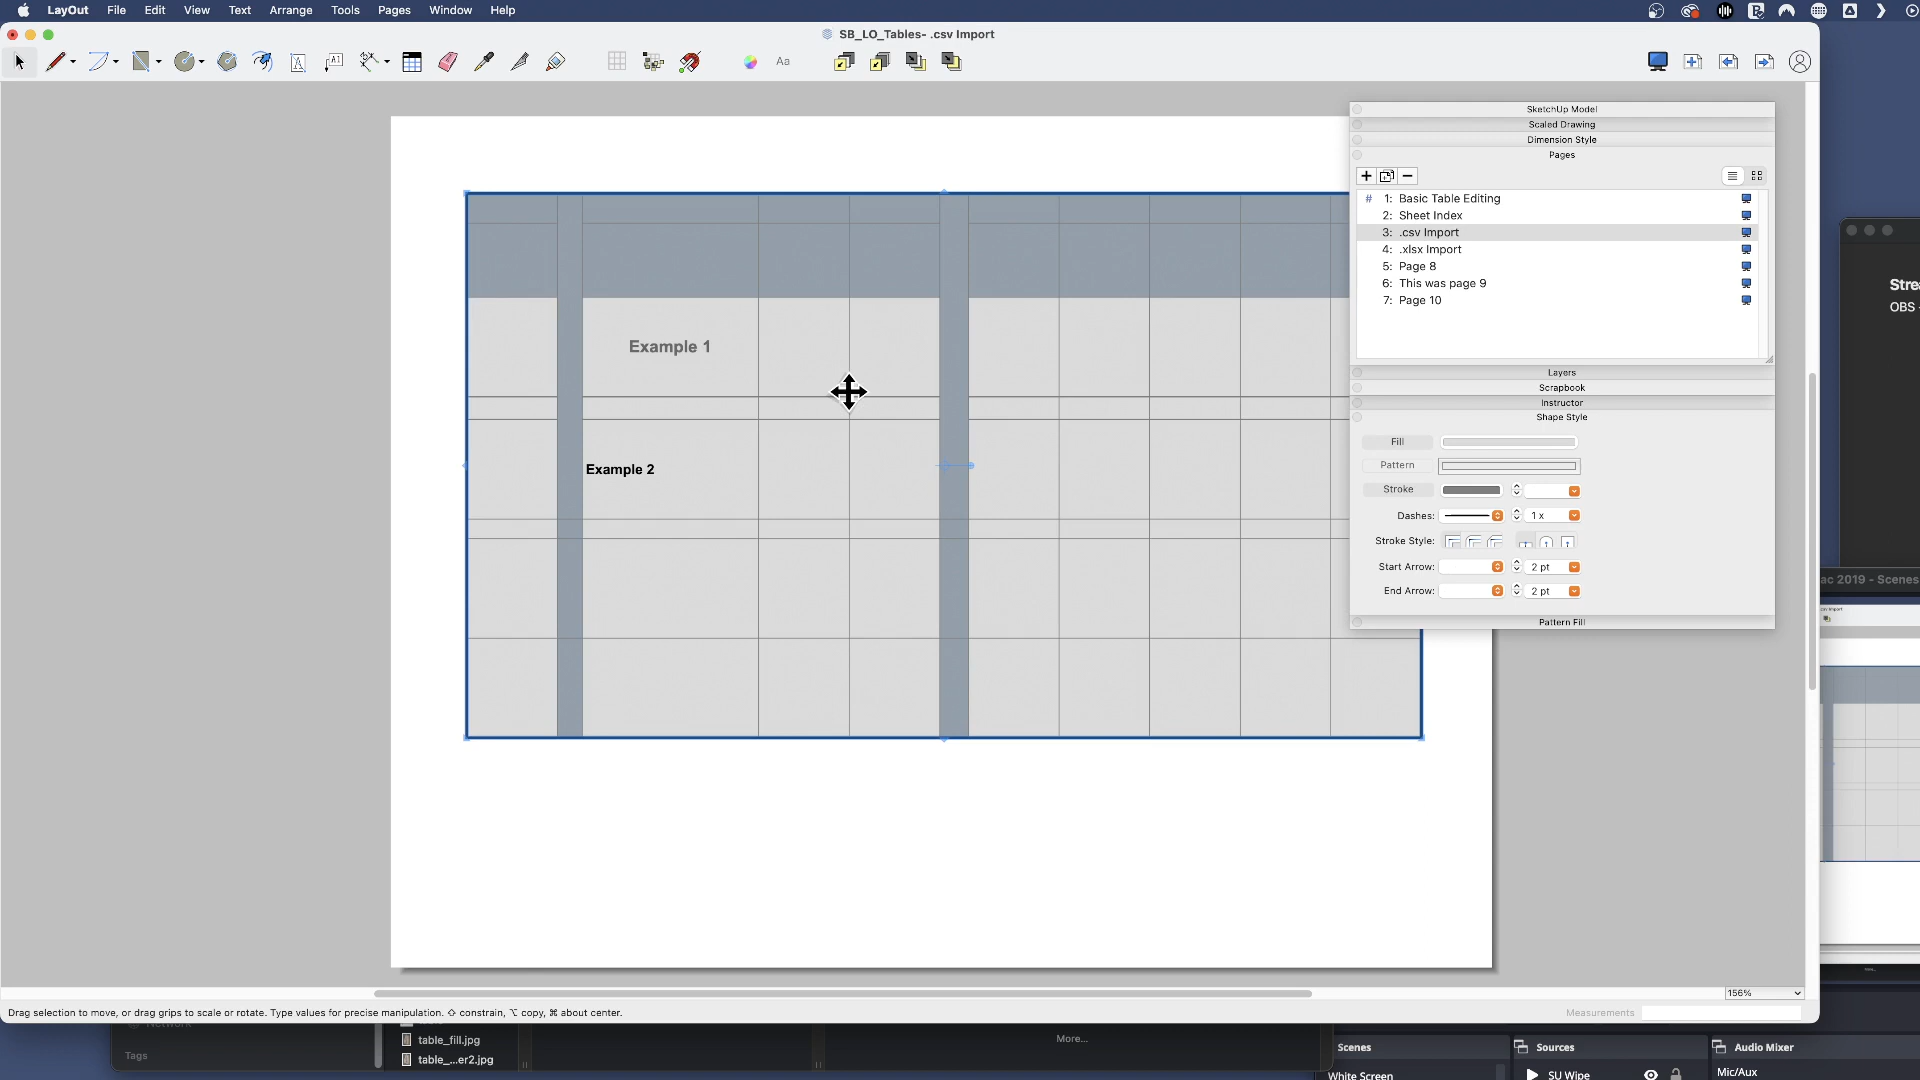 LayOut File Edit View Text Arrange Tools Pages Window Help
SB_LO_Tables- .csv Import
A1
Aa
SketchUp Model
Scaled Drawing
Dimension Style
Pages
# 1: Basic Table Editing
2: Sheet Index
3: .csv Import
4: .xlsx Import
5: Page 8
6: This was page 9
7: Page 10
Layers
Scrapbook
Instructor
Shape Style
Fill
Pattern
Stroke
Dashes: 1 x
Stroke Style:
Start Arrow: 2 pt
End Arrow: 2 pt
Pattern Fill
Example 1
Example 2
OBS
ac 2019 - Scenes
156%
Drag selection to move, or drag grips to scale or rotate. Type values for precise manipulation. ⇧ constrain, ⌥ copy, ⌘ about center.
Measurements
Network
Tags
table_fill.jpg
table_...er2.jpg
More...
Scenes
White Screen
Sources
SU Wipe
Audio Mixer
Mic/Aux